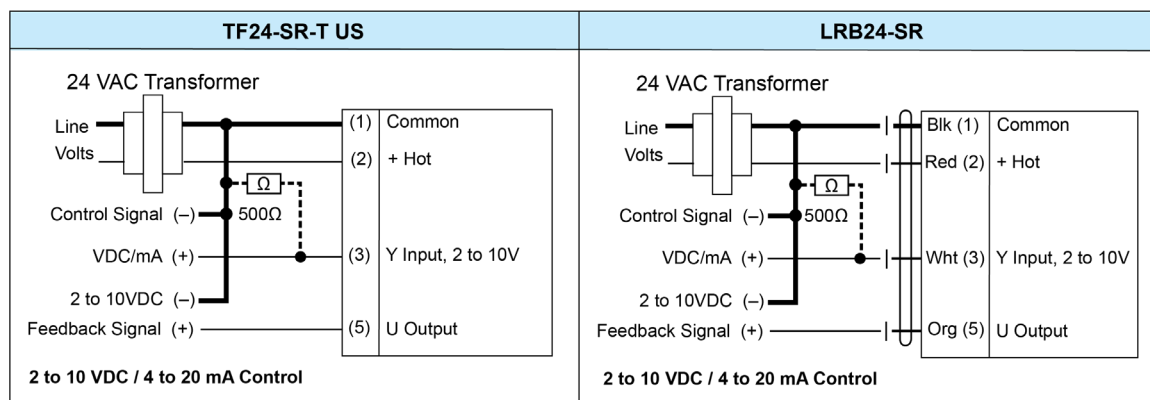 TF24-SR-T US
24 VAC Transformer
Line
Volts
(1) Common
(2) + Hot
Ω
Control Signal (–)
500Ω
VDC/mA (+)
(3) Y Input, 2 to 10V
2 to 10VDC (–)
Feedback Signal (+)
(5) U Output
2 to 10 VDC / 4 to 20 mA Control
LRB24-SR
24 VAC Transformer
Line
Volts
Blk (1) Common
Red (2) + Hot
Ω
Control Signal (–)
500Ω
VDC/mA (+)
Wht (3) Y Input, 2 to 10V
2 to 10VDC (–)
Feedback Signal (+)
Org (5) U Output
2 to 10 VDC / 4 to 20 mA Control